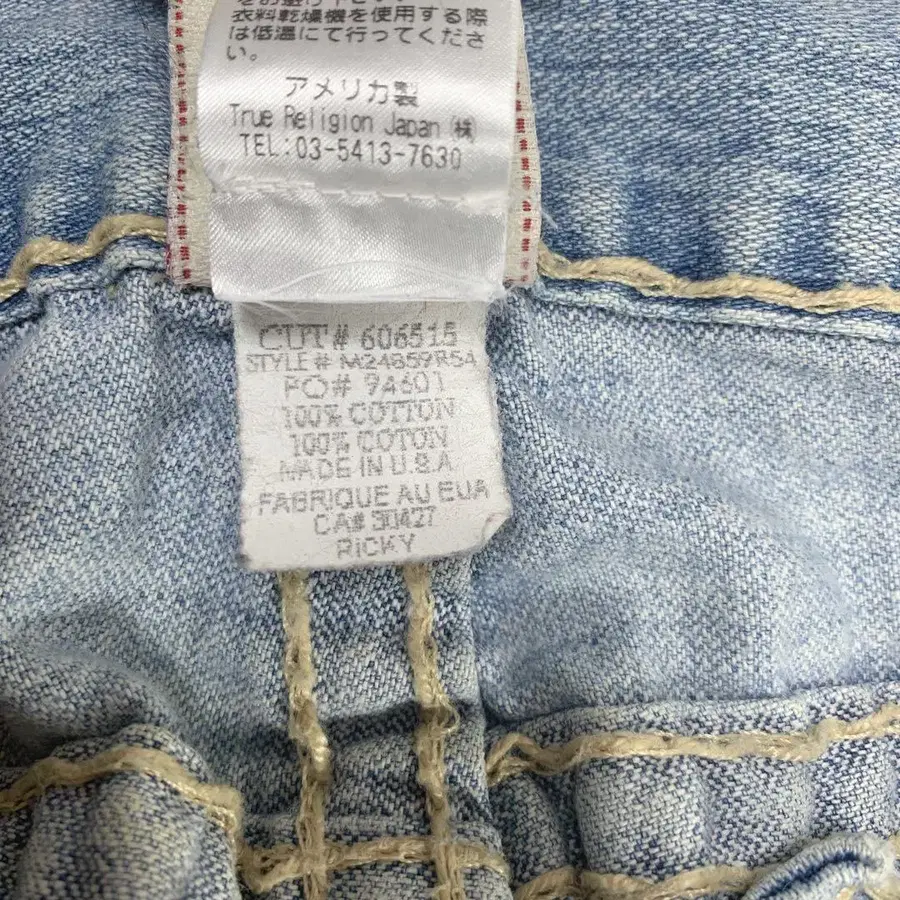 衣料乾燥機を使用する際
は低温にて行ってくださ
い。
アメリカ製
True Religion Japan ㈱
TEL:03-5413-7630
CUT# 606515
STYLE# M24859R54
PO# 94601
100% COTTON
100% COTON
MADE IN U.S.A
FABRIQUE AU EUA
CA# 30427
RICKY